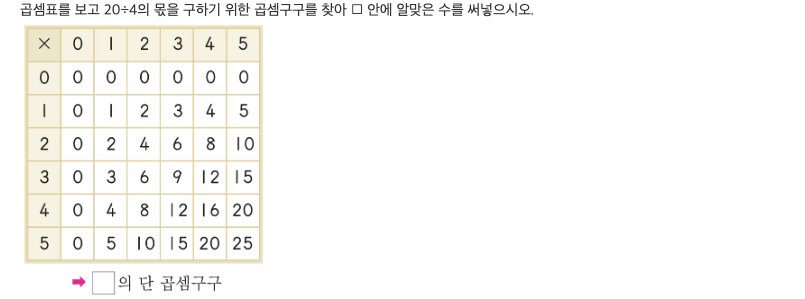 곱셈표를 보고 20÷4의 몫을 구하기 위한 곱셈구구를 찾아 □ 안에 알맞은 수를 써넣으시오.
× 0 1 2 3 4 5
0 0 0 0 0 0 0
1 0 1 2 3 4 5
2 0 2 4 6 8 10
3 0 3 6 9 12 15
4 0 4 8 12 16 20
5 0 5 10 15 20 25
➡ □의 단 곱셈구구